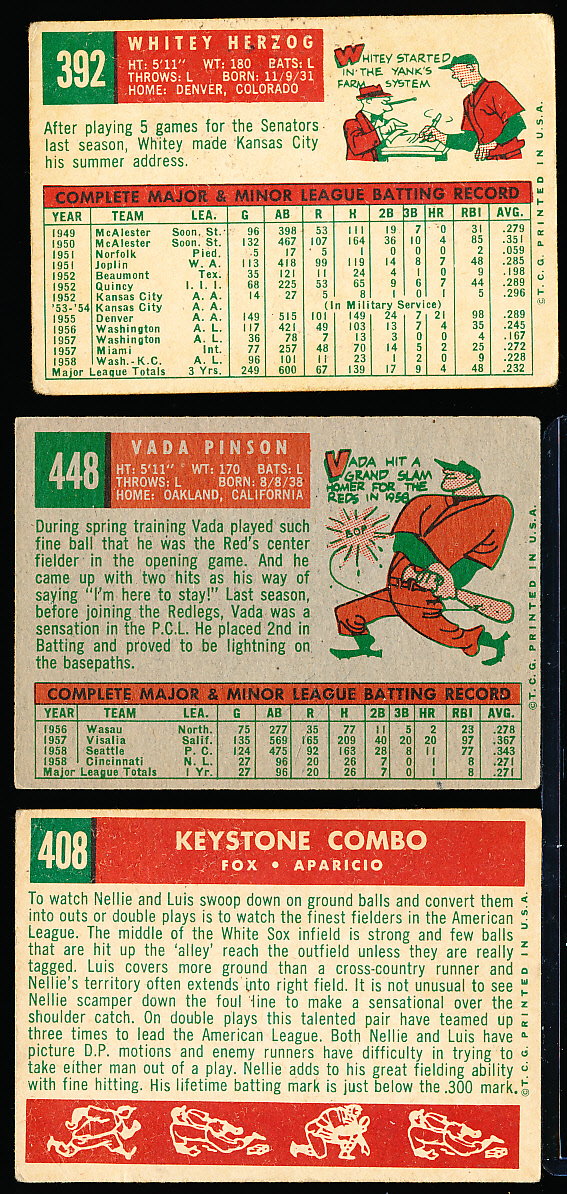 392
WHITEY HERZOG
HT: 5'11" WT: 180 BATS: L
THROWS: L BORN: 11/9/31
HOME: DENVER, COLORADO
WHITEY STARTED
IN THE YANK'S
FARM SYSTEM
After playing 5 games for the Senators
last season, Whitey made Kansas City
his summer address.
COMPLETE MAJOR & MINOR LEAGUE BATTING RECORD
YEAR TEAM LEA. G AB R H 2B 3B HR RBI AVG.
1949 McAlester Soon. St. 96 398 53 111 19 7 0 31 .279
1950 McAlester Soon. St. 132 467 107 164 36 10 4 85 .351
1951 Norfolk Pied. 5 17 5 1 0 0 0 2 .059
1951 Joplin W. A. 113 418 99 119 14 8 7 48 .285
1952 Beaumont Tex. 35 121 11 24 4 1 0 9 .198
1952 Quincy I. I. I. 68 225 53 65 9 6 7 44 .289
1952 Kansas City A. A. 14 27 5 8 1 0 1 5 .296
'53-'54 Kansas City A. A. (In Military Service)
1955 Denver A. A. 149 515 101 149 24 7 21 98 .289
1956 Washington A. L. 117 421 49 103 13 7 4 35 .245
1957 Washington A. L. 36 78 7 13 3 0 0 4 .167
1957 Miami Int. 77 257 48 70 14 5 2 25 .272
1958 Wash.-K.C. A. L. 96 101 11 23 1 2 0 9 .228
Major League Totals 3 Yrs. 249 600 67 139 17 9 4 48 .232
©T.C.G. PRINTED IN U.S.A.
448
VADA PINSON
HT: 5'11" WT: 170 BATS: L
THROWS: L BORN: 8/8/38
HOME: OAKLAND, CALIFORNIA
VADA HIT A
GRAND SLAM
HOMER FOR THE
REDS IN 1958
BOP
During spring training Vada played such
fine ball that he was the Red's center
fielder in the opening game. And he
came up with two hits as his way of
saying "I'm here to stay!" Last season,
before joining the Redlegs, Vada was a
sensation in the P.C.L. He placed 2nd in
Batting and proved to be lightning on
the basepaths.
COMPLETE MAJOR & MINOR LEAGUE BATTING RECORD
YEAR TEAM LEA. G AB R H 2B 3B HR RBI AVG.
1956 Wasau North. 75 277 35 77 11 5 2 23 .278
1957 Visalia Salif. 135 569 165 209 40 20 20 97 .367
1958 Seattle P. C. 124 475 92 163 28 8 11 77 .343
1958 Cincinnati N. L. 27 96 20 26 7 0 1 8 .271
Major League Totals 1 Yr. 27 96 20 26 7 0 1 8 .271
©T.C.G. PRINTED IN U.S.A.
408
KEYSTONE COMBO
FOX • APARICIO
To watch Nellie and Luis swoop down on ground balls and convert them
into outs or double plays is to watch the finest fielders in the American
League. The middle of the White Sox infield is strong and few balls
that are hit up the 'alley' reach the outfield unless they are really
tagged. Luis covers more ground than a cross-country runner and
Nellie's territory often extends into right field. It is not unusual to see
Nellie scamper down the foul line to make a sensational over the
shoulder catch. On double plays this talented pair have teamed up
three times to lead the American League. Both Nellie and Luis have
picture D.P. motions and enemy runners have difficulty in trying to
take either man out of a play. Nellie adds to his great fielding ability
with fine hitting. His lifetime batting mark is just below the .300 mark.
©T.C.G. PRINTED IN U.S.A.